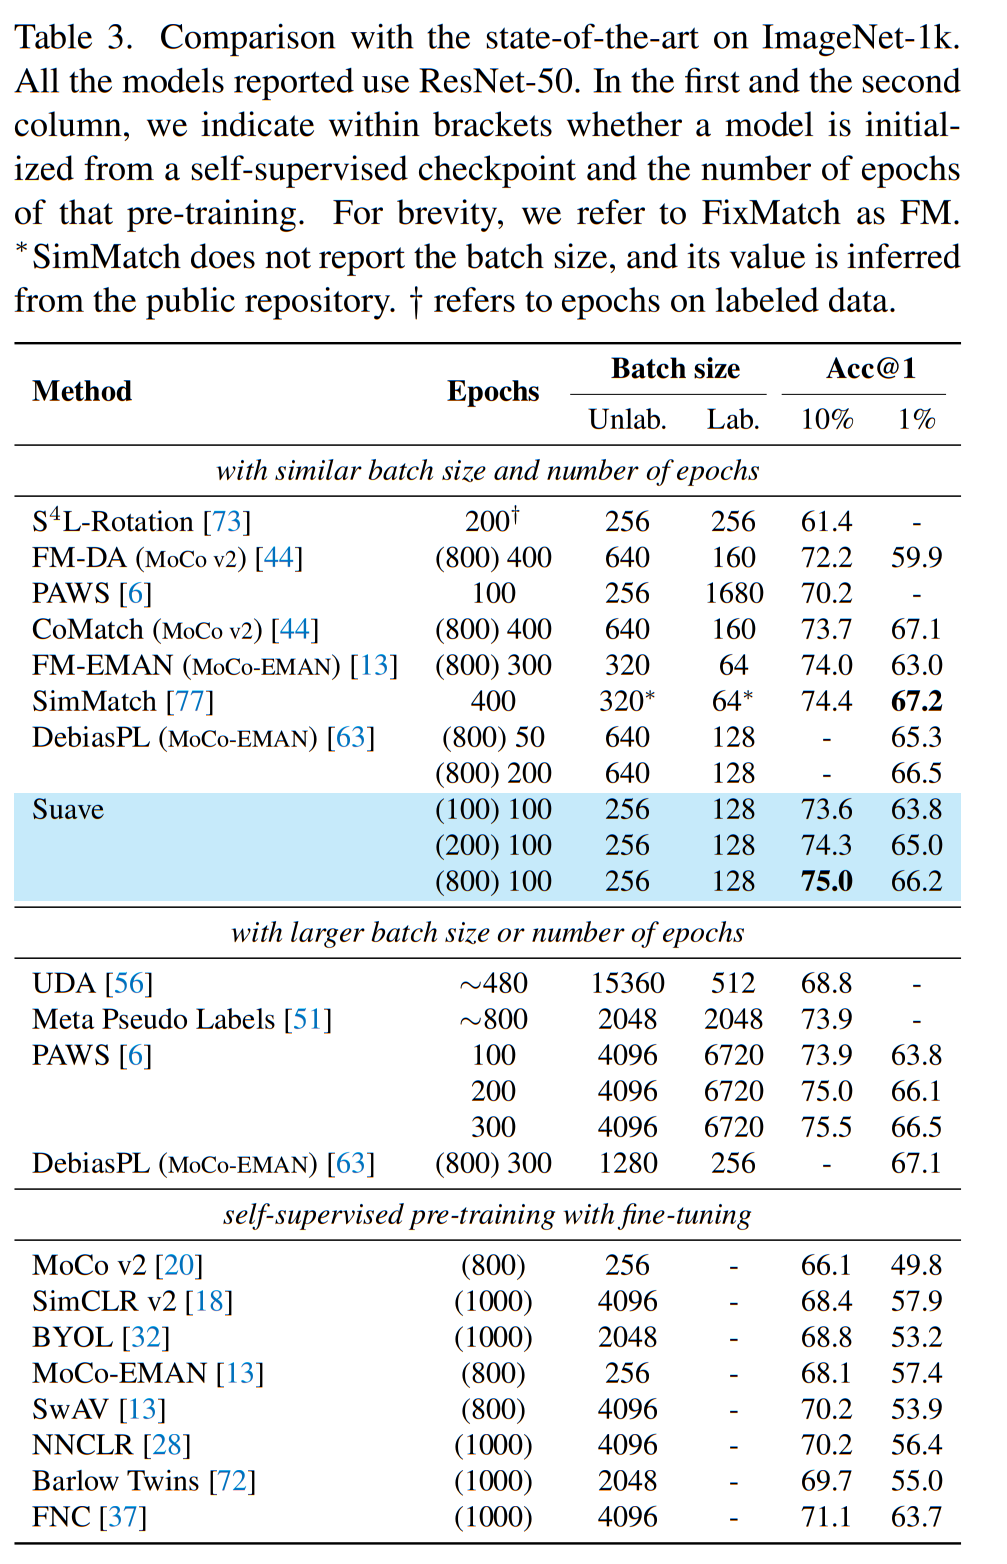 Table 3. Comparison with the state-of-the-art on ImageNet-1k.
All the models reported use ResNet-50. In the first and the second
column, we indicate within brackets whether a model is initial-
ized from a self-supervised checkpoint and the number of epochs
of that pre-training. For brevity, we refer to FixMatch as FM.
*SimMatch does not report the batch size, and its value is inferred
from the public repository. † refers to epochs on labeled data.
Method Epochs Batch size Acc@1
Unlab. Lab. 10% 1%
with similar batch size and number of epochs
S⁴L-Rotation [73] 200† 256 256 61.4 -
FM-DA (MoCo v2) [44] (800) 400 640 160 72.2 59.9
PAWS [6] 100 256 1680 70.2 -
CoMatch (MoCo v2) [44] (800) 400 640 160 73.7 67.1
FM-EMAN (MoCo-EMAN) [13] (800) 300 320 64 74.0 63.0
SimMatch [77] 400 320* 64* 74.4 67.2
DebiasPL (MoCo-EMAN) [63] (800) 50 640 128 - 65.3
(800) 200 640 128 - 66.5
Suave (100) 100 256 128 73.6 63.8
(200) 100 256 128 74.3 65.0
(800) 100 256 128 75.0 66.2
with larger batch size or number of epochs
UDA [56] ~480 15360 512 68.8 -
Meta Pseudo Labels [51] ~800 2048 2048 73.9 -
PAWS [6] 100 4096 6720 73.9 63.8
200 4096 6720 75.0 66.1
300 4096 6720 75.5 66.5
DebiasPL (MoCo-EMAN) [63] (800) 300 1280 256 - 67.1
self-supervised pre-training with fine-tuning
MoCo v2 [20] (800) 256 - 66.1 49.8
SimCLR v2 [18] (1000) 4096 - 68.4 57.9
BYOL [32] (1000) 2048 - 68.8 53.2
MoCo-EMAN [13] (800) 256 - 68.1 57.4
SwAV [13] (800) 4096 - 70.2 53.9
NNCLR [28] (1000) 4096 - 70.2 56.4
Barlow Twins [72] (1000) 2048 - 69.7 55.0
FNC [37] (1000) 4096 - 71.1 63.7